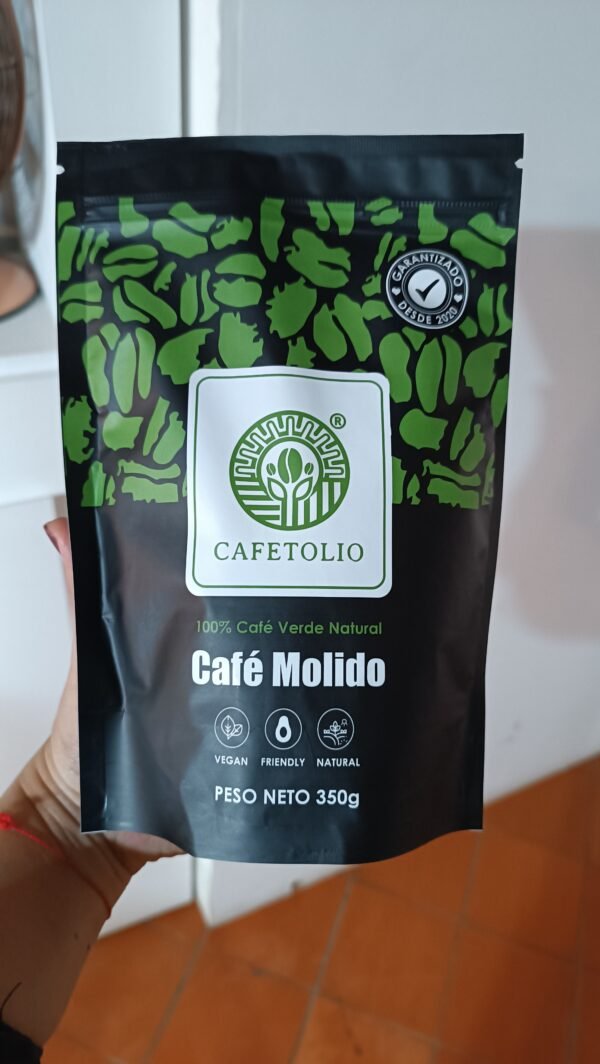 GARANTIZADO
DESDE 2020
®
CAFETOLIO
100% Café Verde Natural
Café Molido
VEGAN FRIENDLY NATURAL
PESO NETO 350g